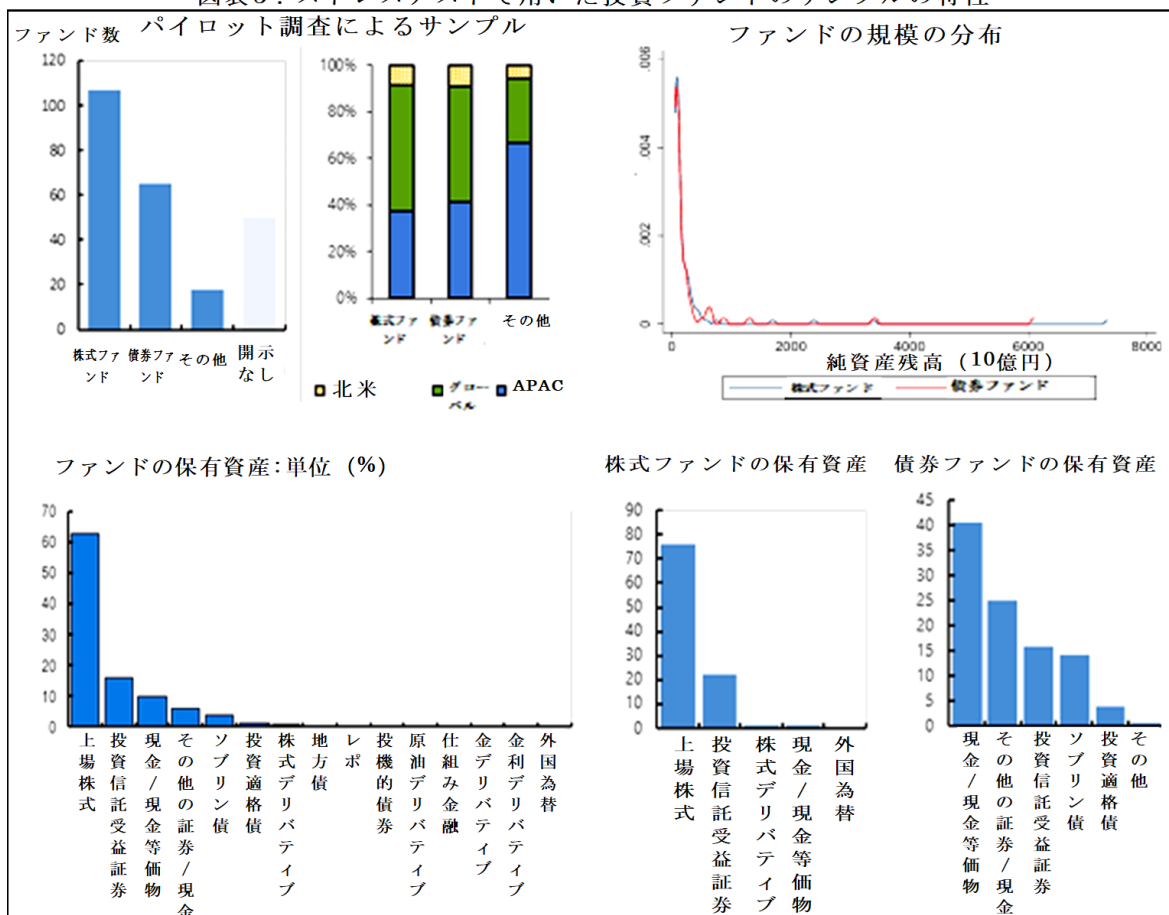 パイロット調査によるサンプル
ファンド数
120
100
80
60
40
20
0
株式ファンド
債券ファンド
その他
開示なし
100%
80%
60%
40%
20%
0%
株式ファンド
債券ファンド
その他
北米
グローベル
APAC
ファンドの規模の分布
.006
.004
.002
0
0
2000
4000
6000
8000
純資産残高 (10億円)
株式ファンド
債券ファンド
ファンドの保有資産:単位 (%)
70
60
50
40
30
20
10
0
上場株式
投資信託受益証券
現金/現金等価物
その他の証券/現金
ソブリン債
投資適格債
株式デリバティブ
地方債
レポ
投機的債券
原油デリバティブ
仕組み金融
金デリバティブ
金利デリバティブ
外国為替
株式ファンドの保有資産
90
80
70
60
50
40
30
20
10
0
上場株式
投資信託受益証券
株式デリバティブ
現金/現金等価物
外国為替
債券ファンドの保有資産
45
40
35
30
25
20
15
10
5
0
現金/現金等価物
その他の証券/現金
投資信託受益証券
ソブリン債
投資適格債
その他